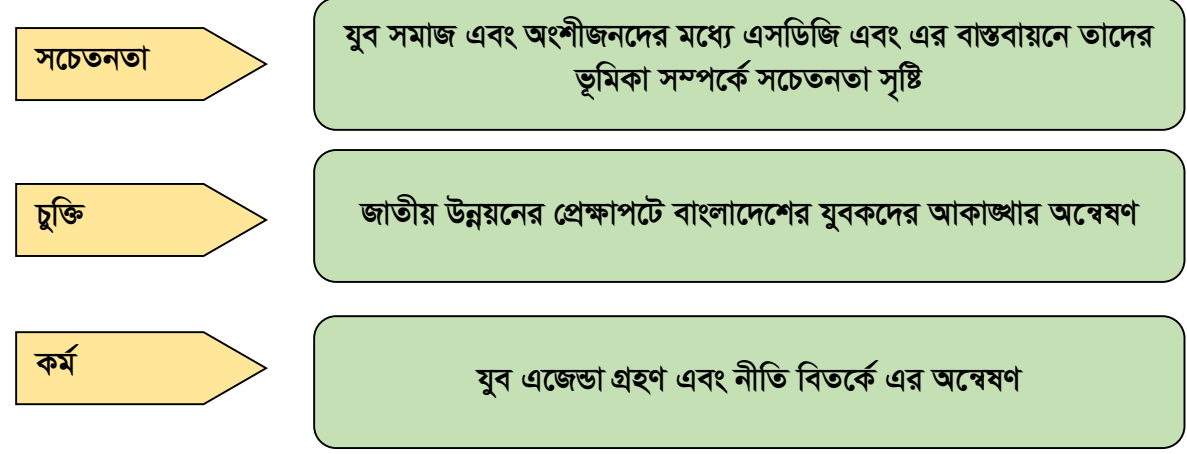 সচেতনতা
যুব সমাজ এবং অংশীজনদের মধ্যে এসডিজি এবং এর বাস্তবায়নে তাদের
ভূমিকা সম্পর্কে সচেতনতা সৃষ্টি
চুক্তি
জাতীয় উন্নয়নের প্রেক্ষাপটে বাংলাদেশের যুবকদের আকাঙ্খার অন্বেষণ
কর্ম
যুব এজেন্ডা গ্রহণ এবং নীতি বিতর্কে এর অন্বেষণ